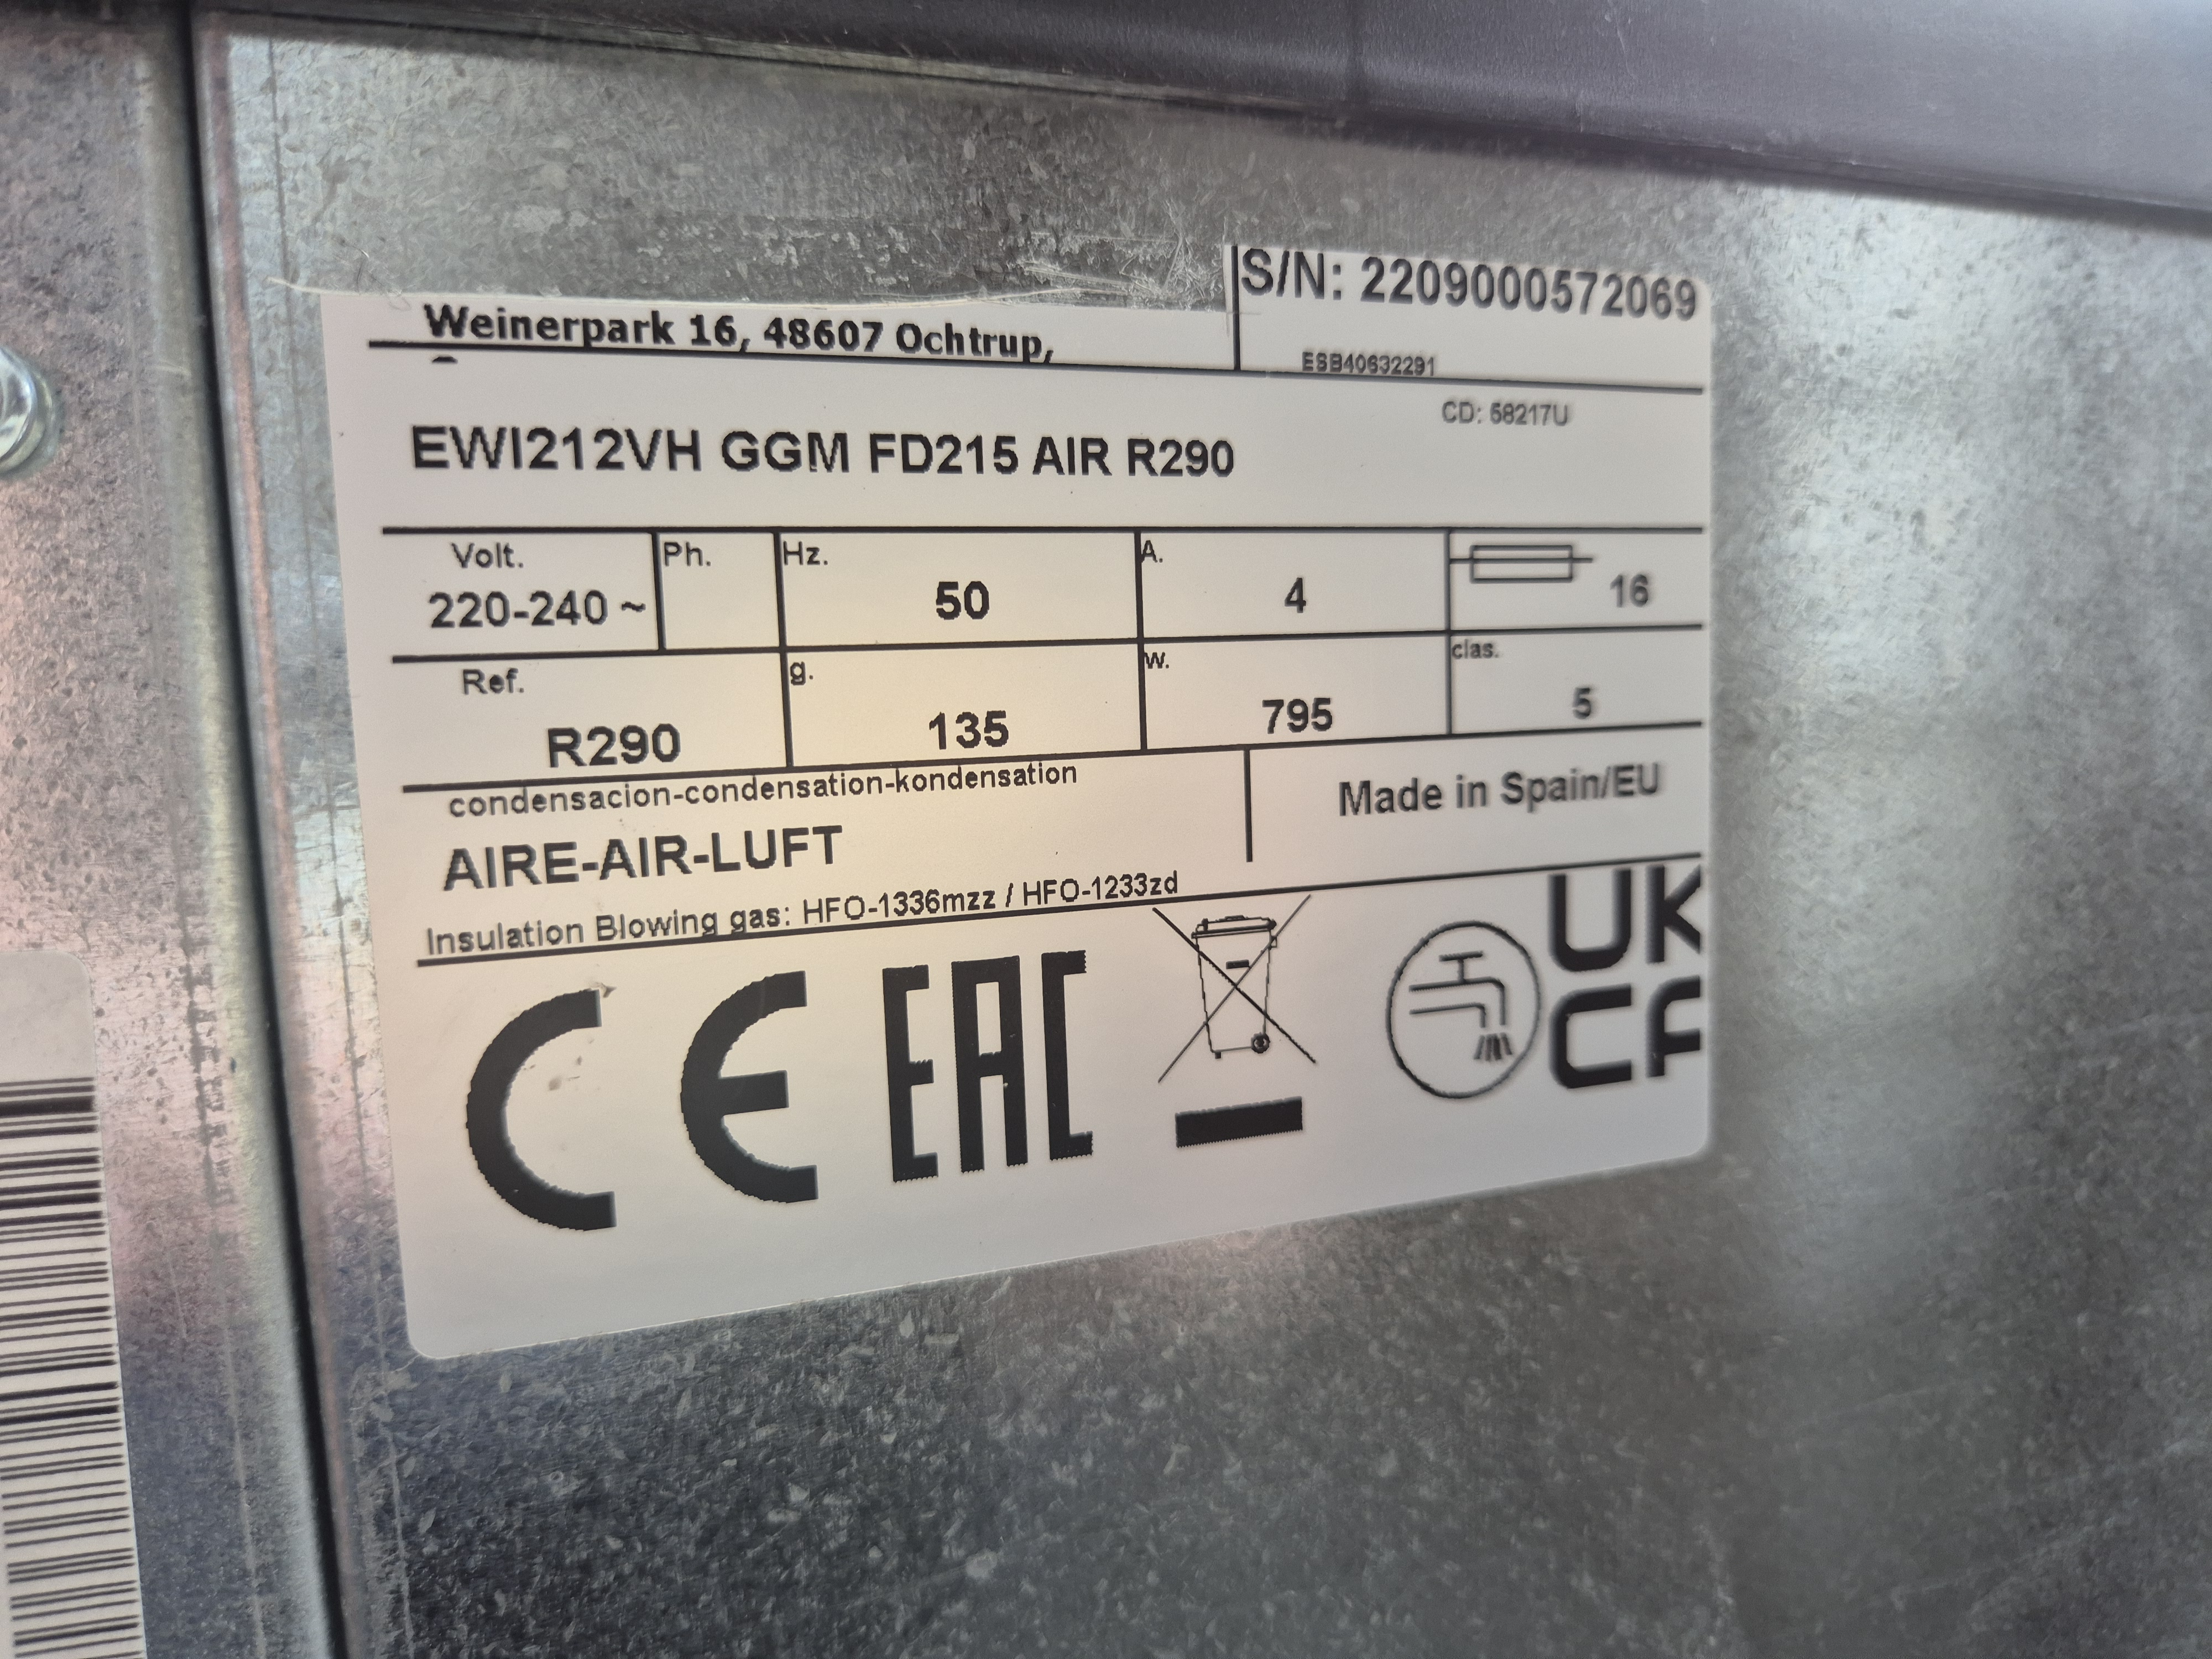 Weinerpark 16, 48607 Ochtrup,
S/N: 2209000572069
ESB40632291
CD: 58217U
EWI212VH GGM FD215 AIR R290
Volt.
220-240 ~
Ph.
Hz.
50
A.
4
16
Ref.
R290
g.
135
W.
795
clas.
5
condensacion-condensation-kondensation
AIRE-AIR-LUFT
Made in Spain/EU
Insulation Blowing gas: HFO-1336mzz / HFO-1233zd
CE EAC
UK
CA